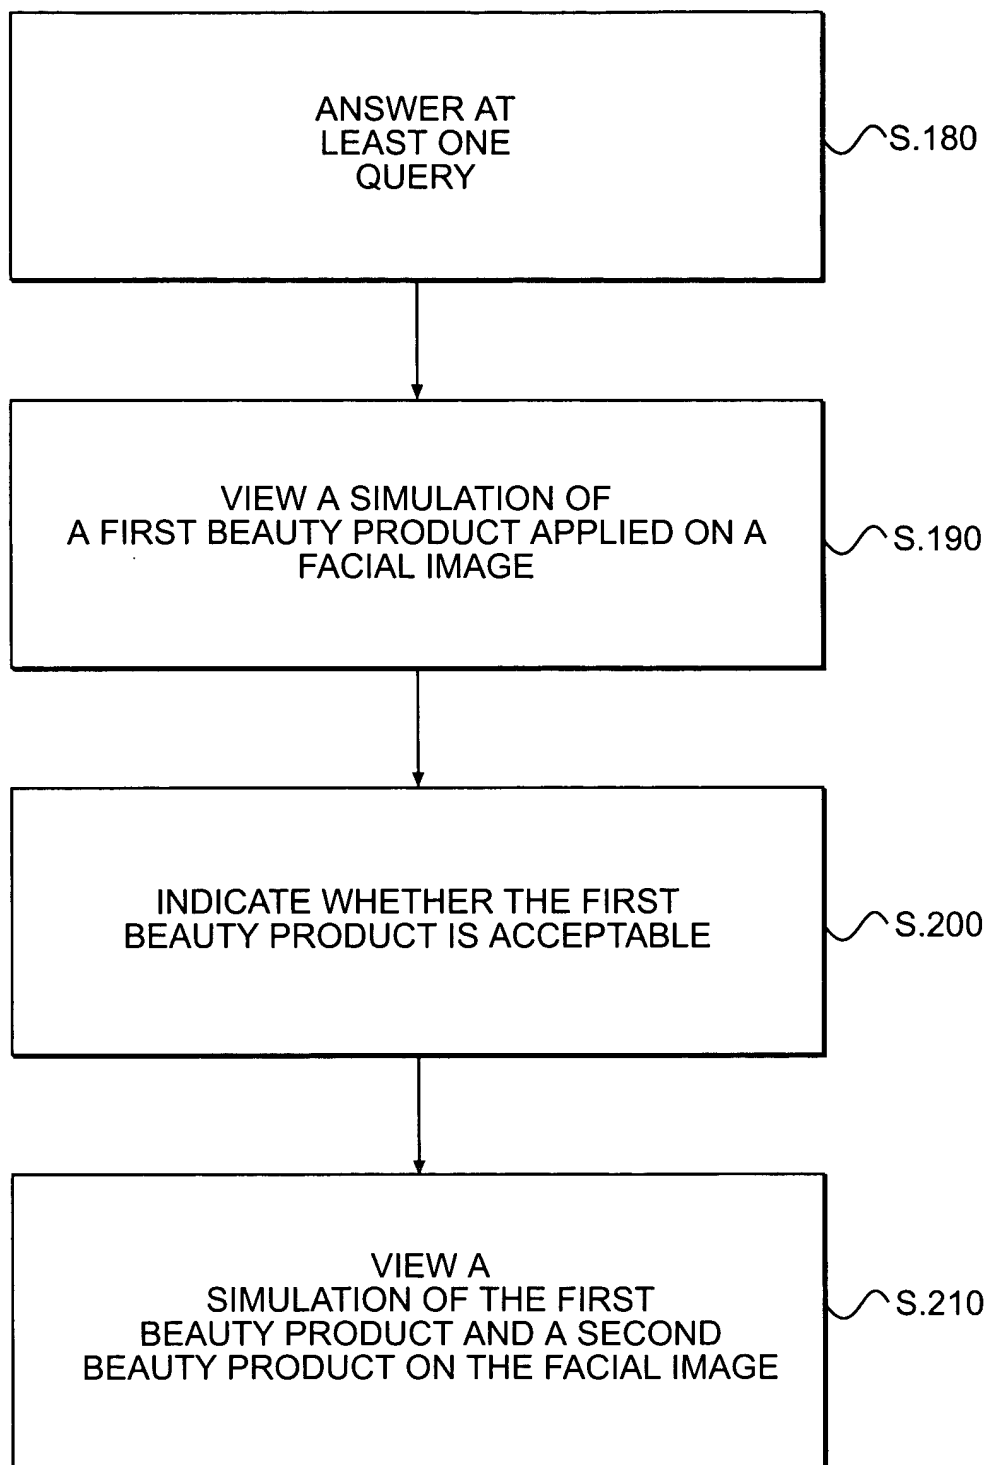 ANSWER AT
LEAST ONE
QUERY
S.180
VIEW A SIMULATION OF
A FIRST BEAUTY PRODUCT APPLIED ON A
FACIAL IMAGE
S.190
INDICATE WHETHER THE FIRST
BEAUTY PRODUCT IS ACCEPTABLE
S.200
VIEW A
SIMULATION OF THE FIRST
BEAUTY PRODUCT AND A SECOND
BEAUTY PRODUCT ON THE FACIAL IMAGE
S.210